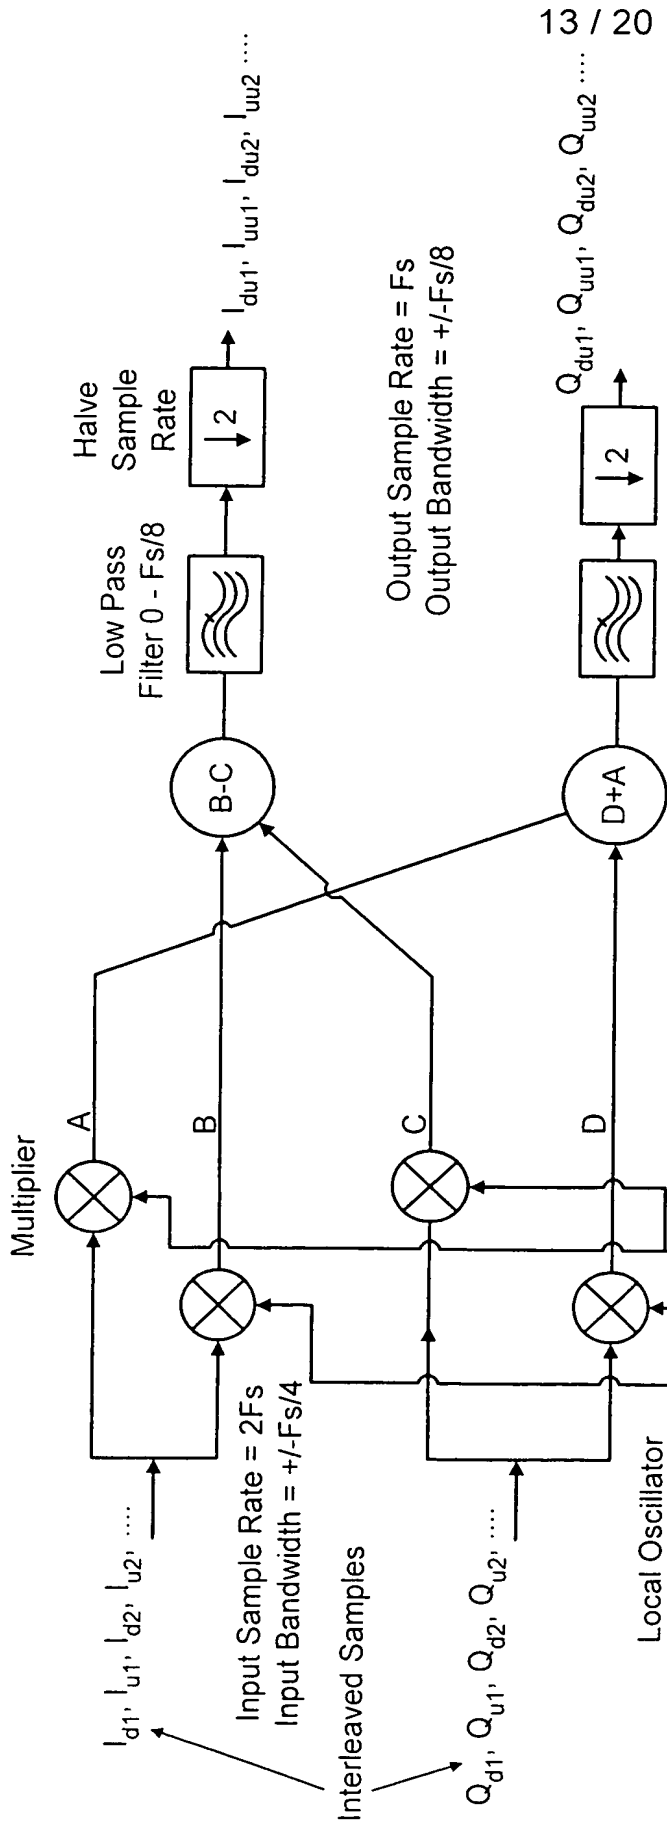 13 / 20
Multiplier
Halve
Sample
Rate
Low Pass
Filter 0 - Fs/8
I_d1, I_u1, I_d2, I_u2, ....
A
B
B-C
↓2
I_du1, I_uu1, I_du2, I_uu2 ....
Input Sample Rate = 2Fs
Input Bandwidth = +/-Fs/4
Interleaved Samples
Output Sample Rate = Fs
Output Bandwidth = +/-Fs/8
Q_d1, Q_u1, Q_d2, Q_u2, ....
C
D
D+A
↓2
Q_du1, Q_uu1, Q_du2, Q_uu2 ....
Local Oscillator